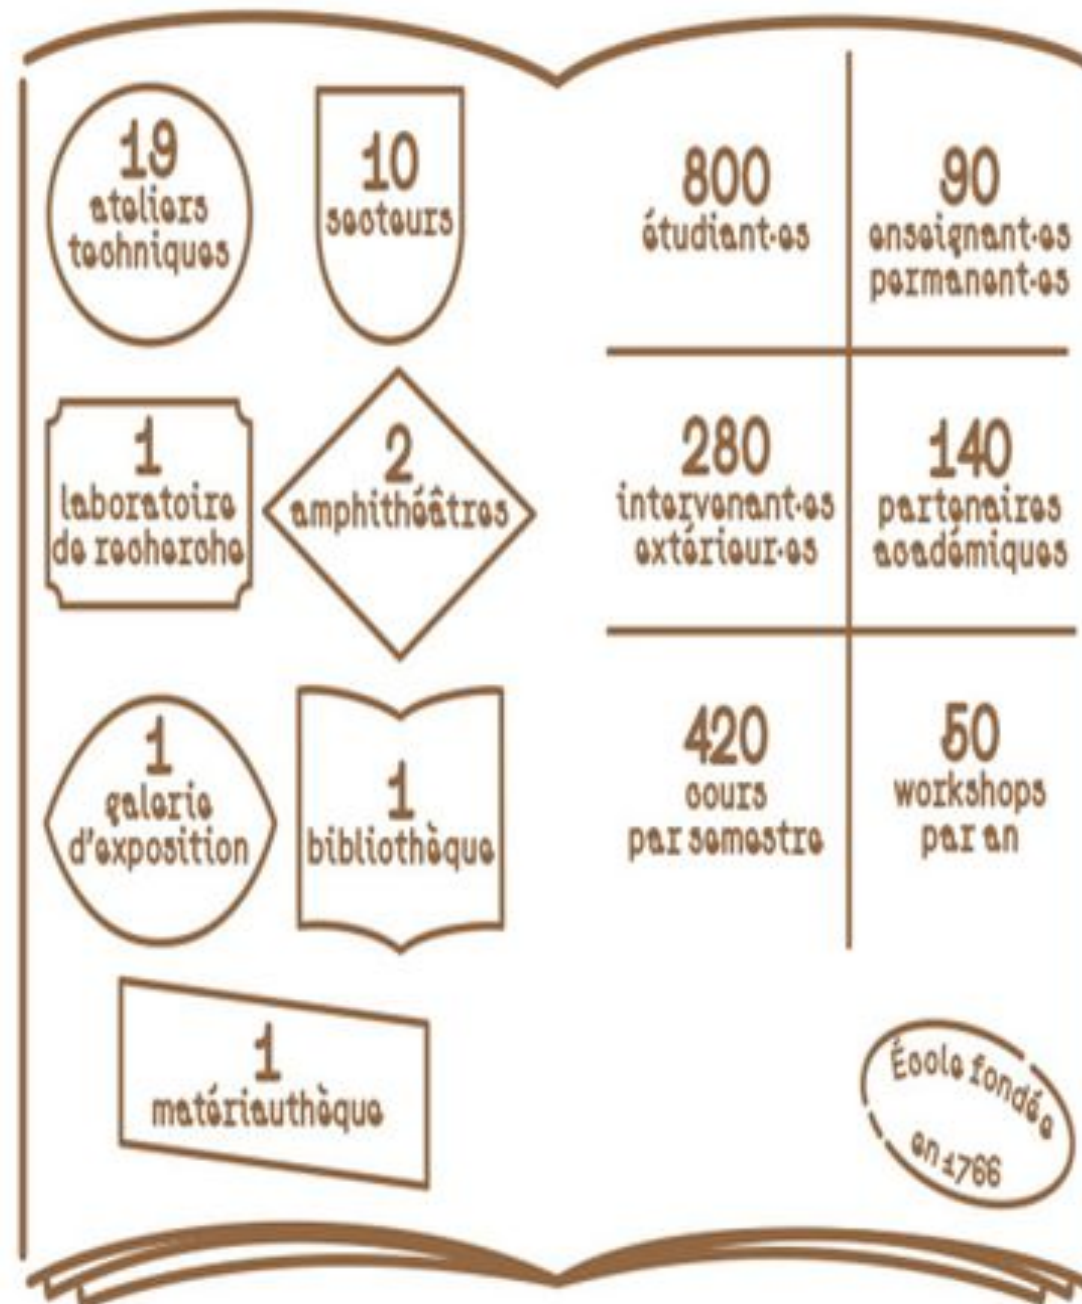 19
ateliers
techniques
10
secteurs
1
laboratoire
de recherche
2
amphithéâtres
1
galerie
d'exposition
1
bibliothèque
1
matériauthèque
800
étudiant·es
90
enseignant·es
permanent·es
280
intervenant·es
extérieur·es
140
partenaires
académiques
420
cours
par semestre
50
workshops
par an
École fondée
en 1766